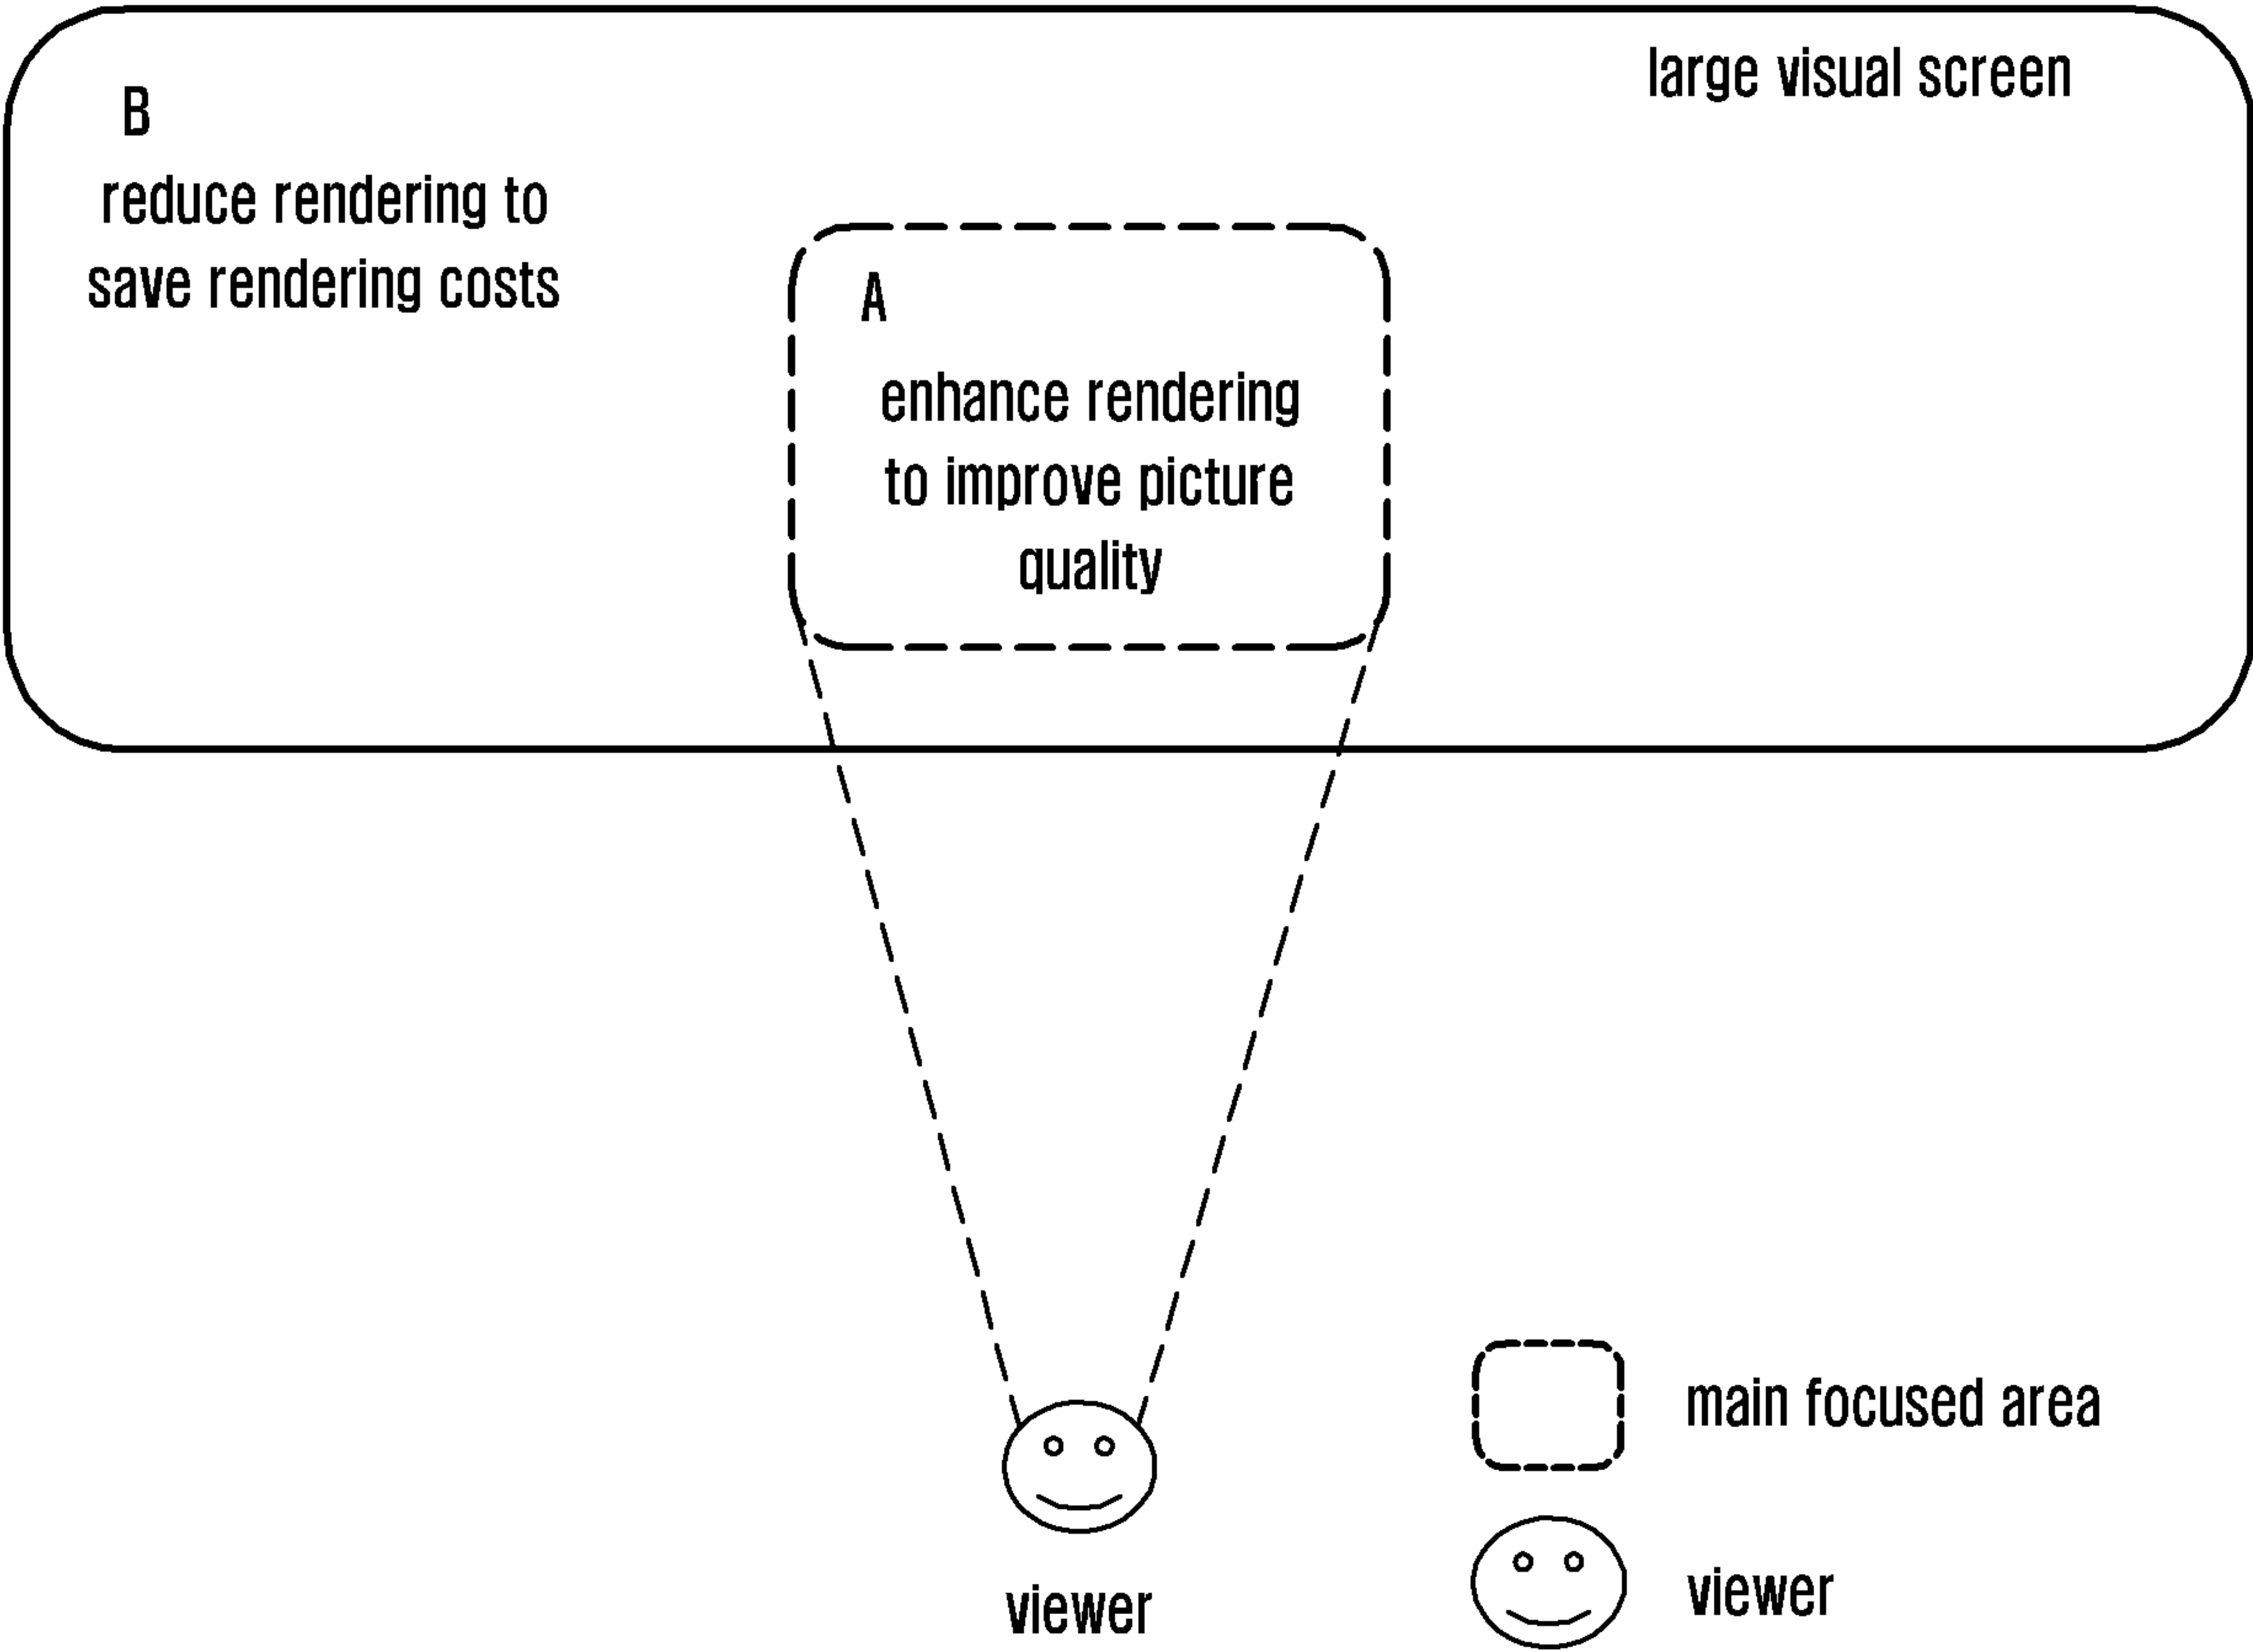 large visual screen
B
reduce rendering to
save rendering costs
A
enhance rendering
to improve picture
quality
main focused area
viewer
viewer